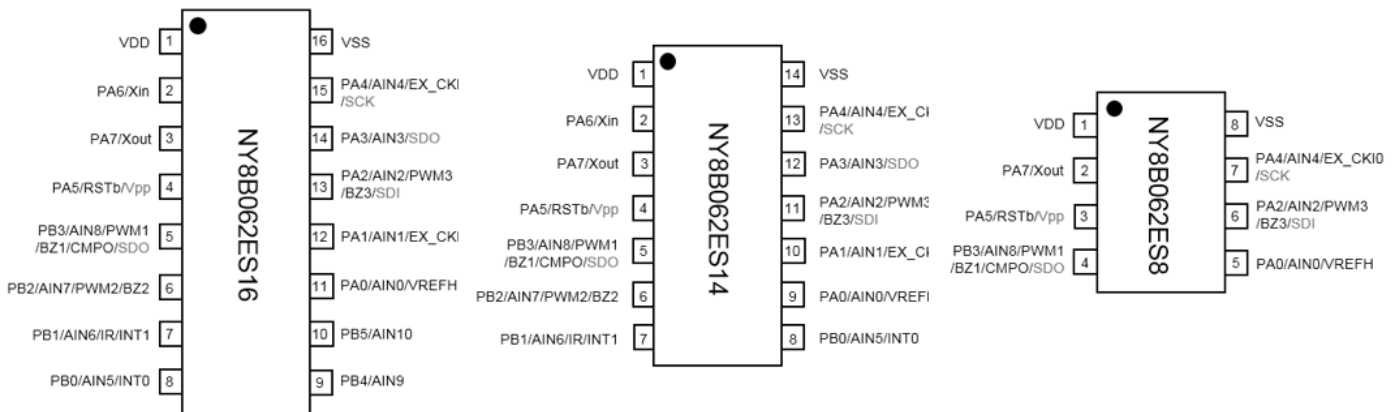 VDD 1
16 VSS
PA6/Xin 2
15 PA4/AIN4/EX_CKI
/SCK
PA7/Xout 3
14 PA3/AIN3/SDO
PA5/RSTb/Vpp 4
13 PA2/AIN2/PWM3
/BZ3/SDI
PB3/AIN8/PWM1
/BZ1/CMPO/SDO 5
12 PA1/AIN1/EX_CKI
PB2/AIN7/PWM2/BZ2 6
11 PA0/AIN0/VREFH
PB1/AIN6/IR/INT1 7
10 PB5/AIN10
PB0/AIN5/INT0 8
9 PB4/AIN9
NY8B062ES16
VDD 1
14 VSS
PA6/Xin 2
13 PA4/AIN4/EX_CK
/SCK
PA7/Xout 3
12 PA3/AIN3/SDO
PA5/RSTb/Vpp 4
11 PA2/AIN2/PWM3
/BZ3/SDI
PB3/AIN8/PWM1
/BZ1/CMPO/SDO 5
10 PA1/AIN1/EX_CK
PB2/AIN7/PWM2/BZ2 6
9 PA0/AIN0/VREF
PB1/AIN6/IR/INT1 7
8 PB0/AIN5/INT0
NY8B062ES14
VDD 1
8 VSS
PA7/Xout 2
7 PA4/AIN4/EX_CKI0
/SCK
PA5/RSTb/Vpp 3
6 PA2/AIN2/PWM3
/BZ3/SDI
PB3/AIN8/PWM1
/BZ1/CMPO/SDO 4
5 PA0/AIN0/VREFH
NY8B062ES8